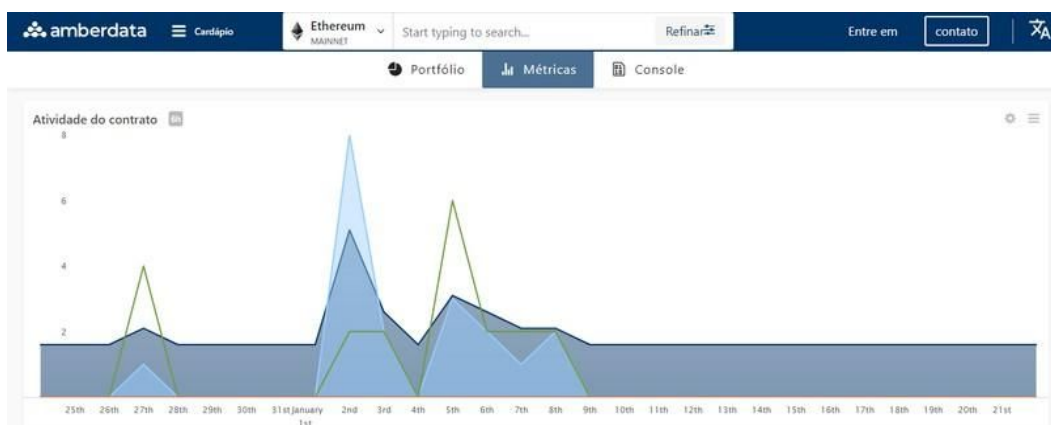 amberdata
Cardápio
Ethereum
MAINNET
Start typing to search...
Refinar
Entre em
contato
Portfólio
Métricas
Console
Atividade do contrato 6h
8
6
4
2
25th 26th 27th 28th 29th 30th 31st January 1st 2nd 3rd 4th 5th 6th 7th 8th 9th 10th 11th 12th 13th 14th 15th 16th 17th 18th 19th 20th 21st